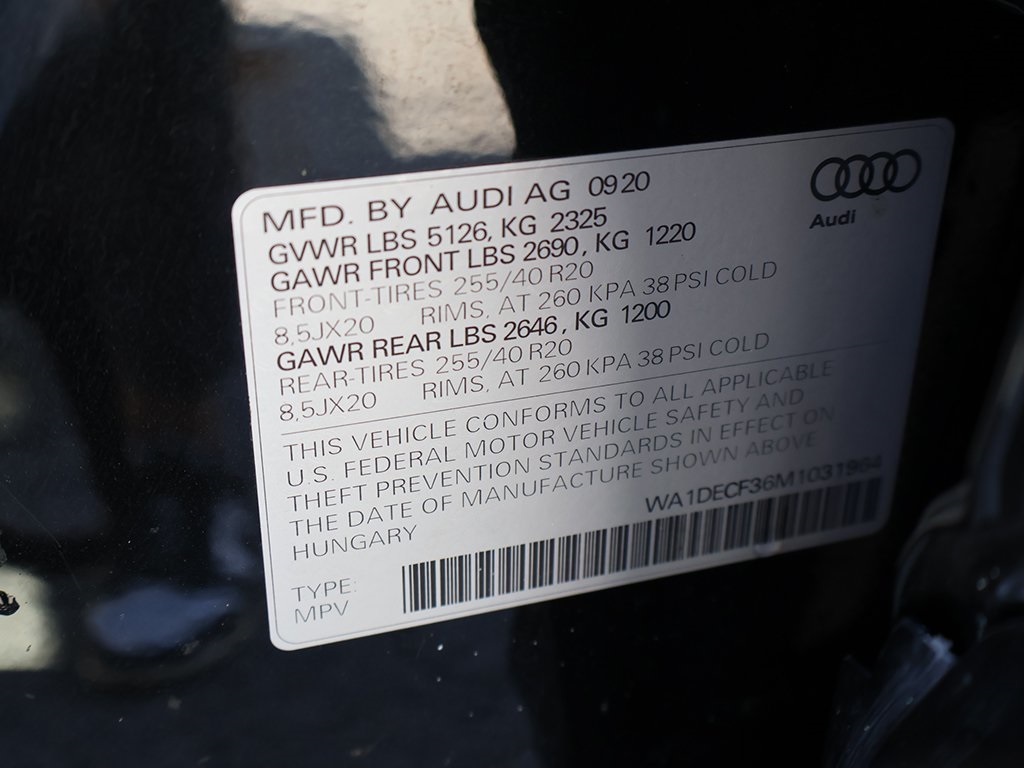 MFD. BY AUDI AG 0920
GVWR LBS 5126, KG 2325
GAWR FRONT LBS 2690, KG 1220
FRONT-TIRES 255/40 R20
8,5JX20 RIMS, AT 260 KPA 38 PSI COLD
GAWR REAR LBS 2646, KG 1200
REAR-TIRES 255/40 R20
8,5JX20 RIMS, AT 260 KPA 38 PSI COLD
THIS VEHICLE CONFORMS TO ALL APPLICABLE
U.S. FEDERAL MOTOR VEHICLE SAFETY AND
THEFT PREVENTION STANDARDS IN EFFECT ON
THE DATE OF MANUFACTURE SHOWN ABOVE
HUNGARY
WA1DECF36M1031964
TYPE:
MPV
Audi